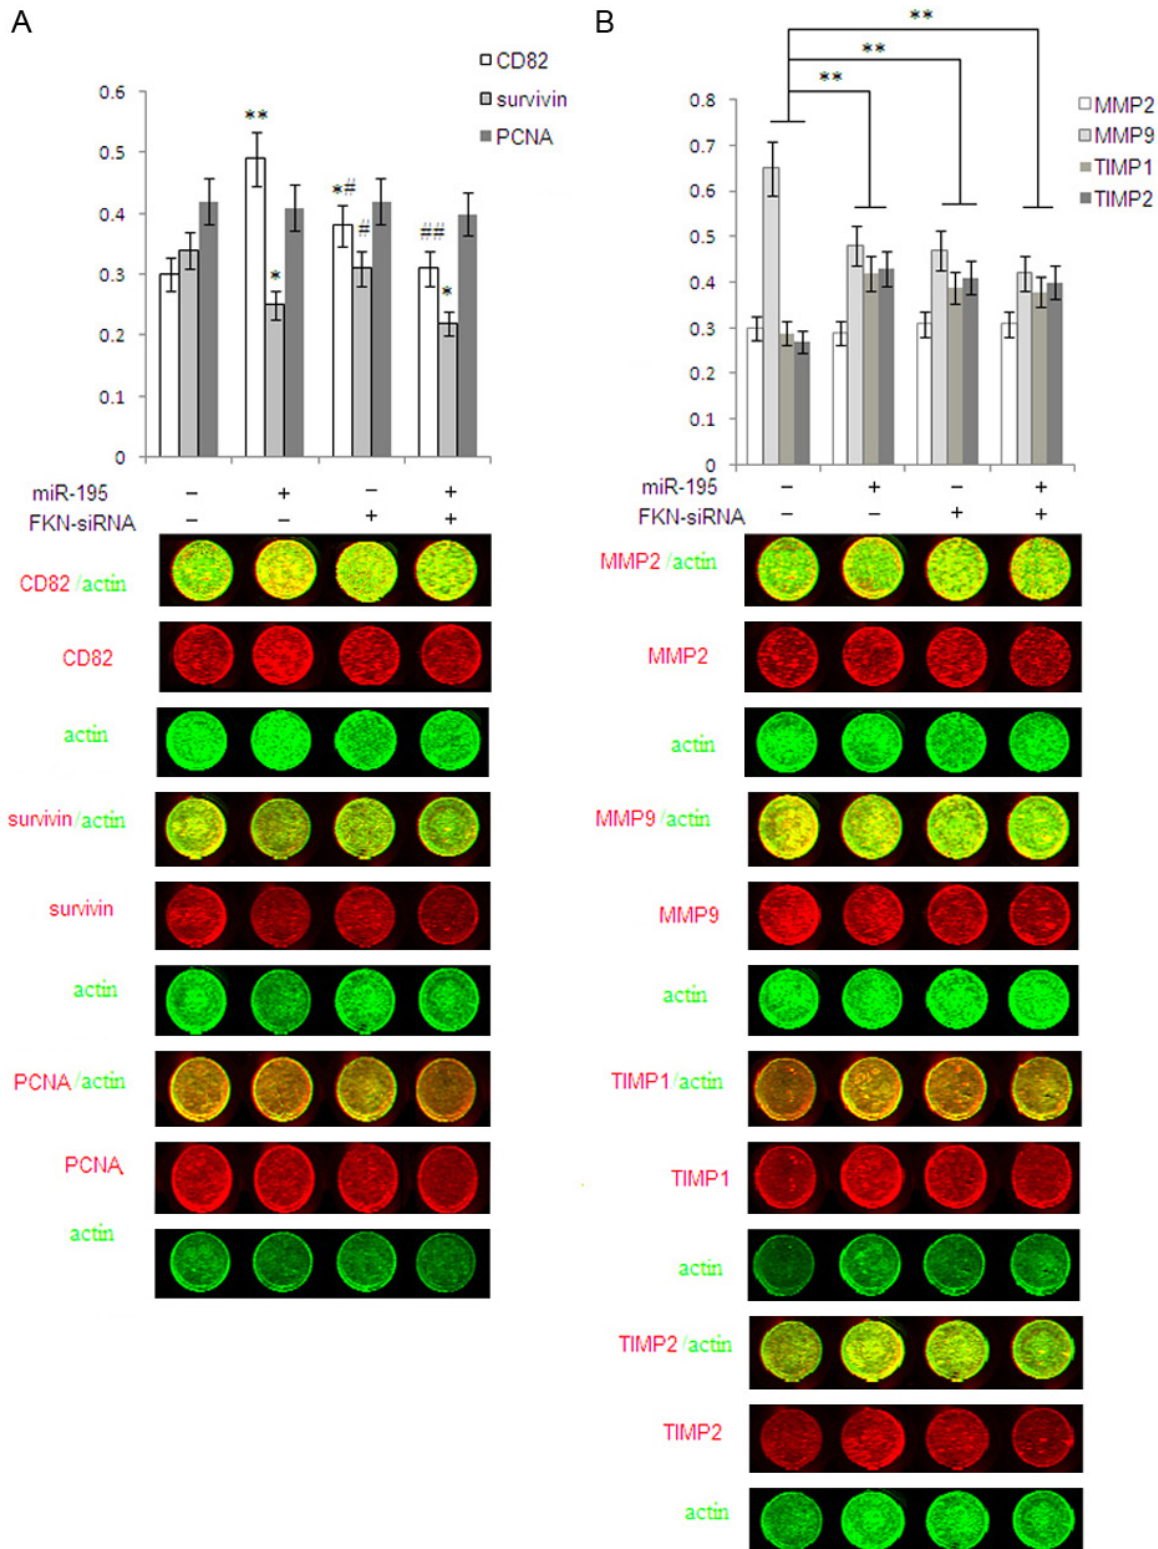 A
CD82
survivin
PCNA
0.6
0.5
0.4
0.3
0.2
0.1
0
**
*
*#
#
##
*
miR-195 – + – +
FKN-siRNA – – + +
CD82/actin
CD82
actin
survivin/actin
survivin
actin
PCNA/actin
PCNA
actin
B
**
**
**
MMP2
MMP9
TIMP1
TIMP2
0.8
0.7
0.6
0.5
0.4
0.3
0.2
0.1
0
miR-195 – + – +
FKN-siRNA – – + +
MMP2/actin
MMP2
actin
MMP9/actin
MMP9
actin
TIMP1/actin
TIMP1
actin
TIMP2/actin
TIMP2
actin